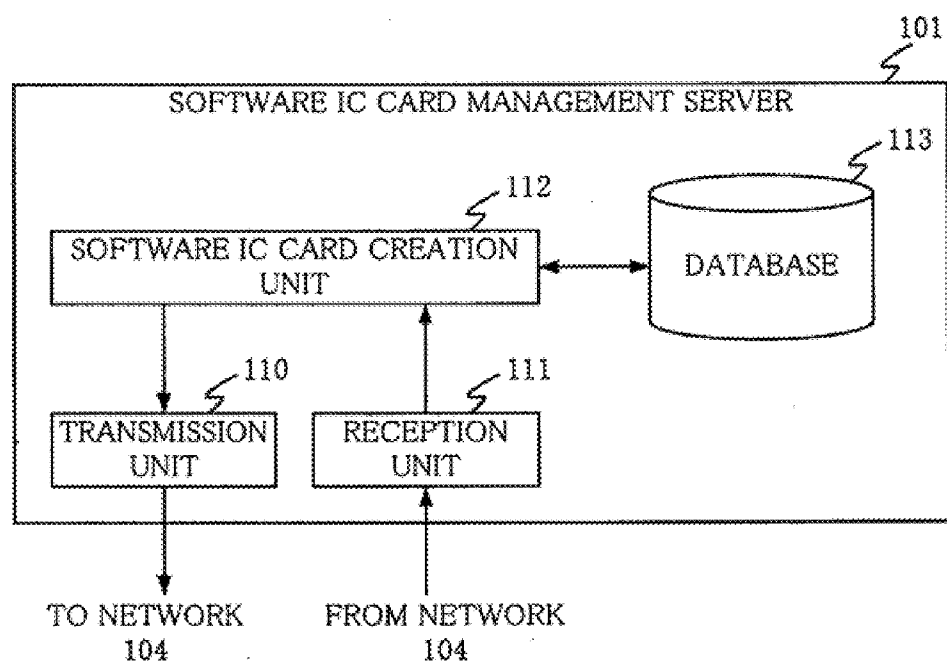 101
SOFTWARE IC CARD MANAGEMENT SERVER
113
112
SOFTWARE IC CARD CREATION
UNIT
DATABASE
110
111
TRANSMISSION
UNIT
RECEPTION
UNIT
TO NETWORK
104
FROM NETWORK
104